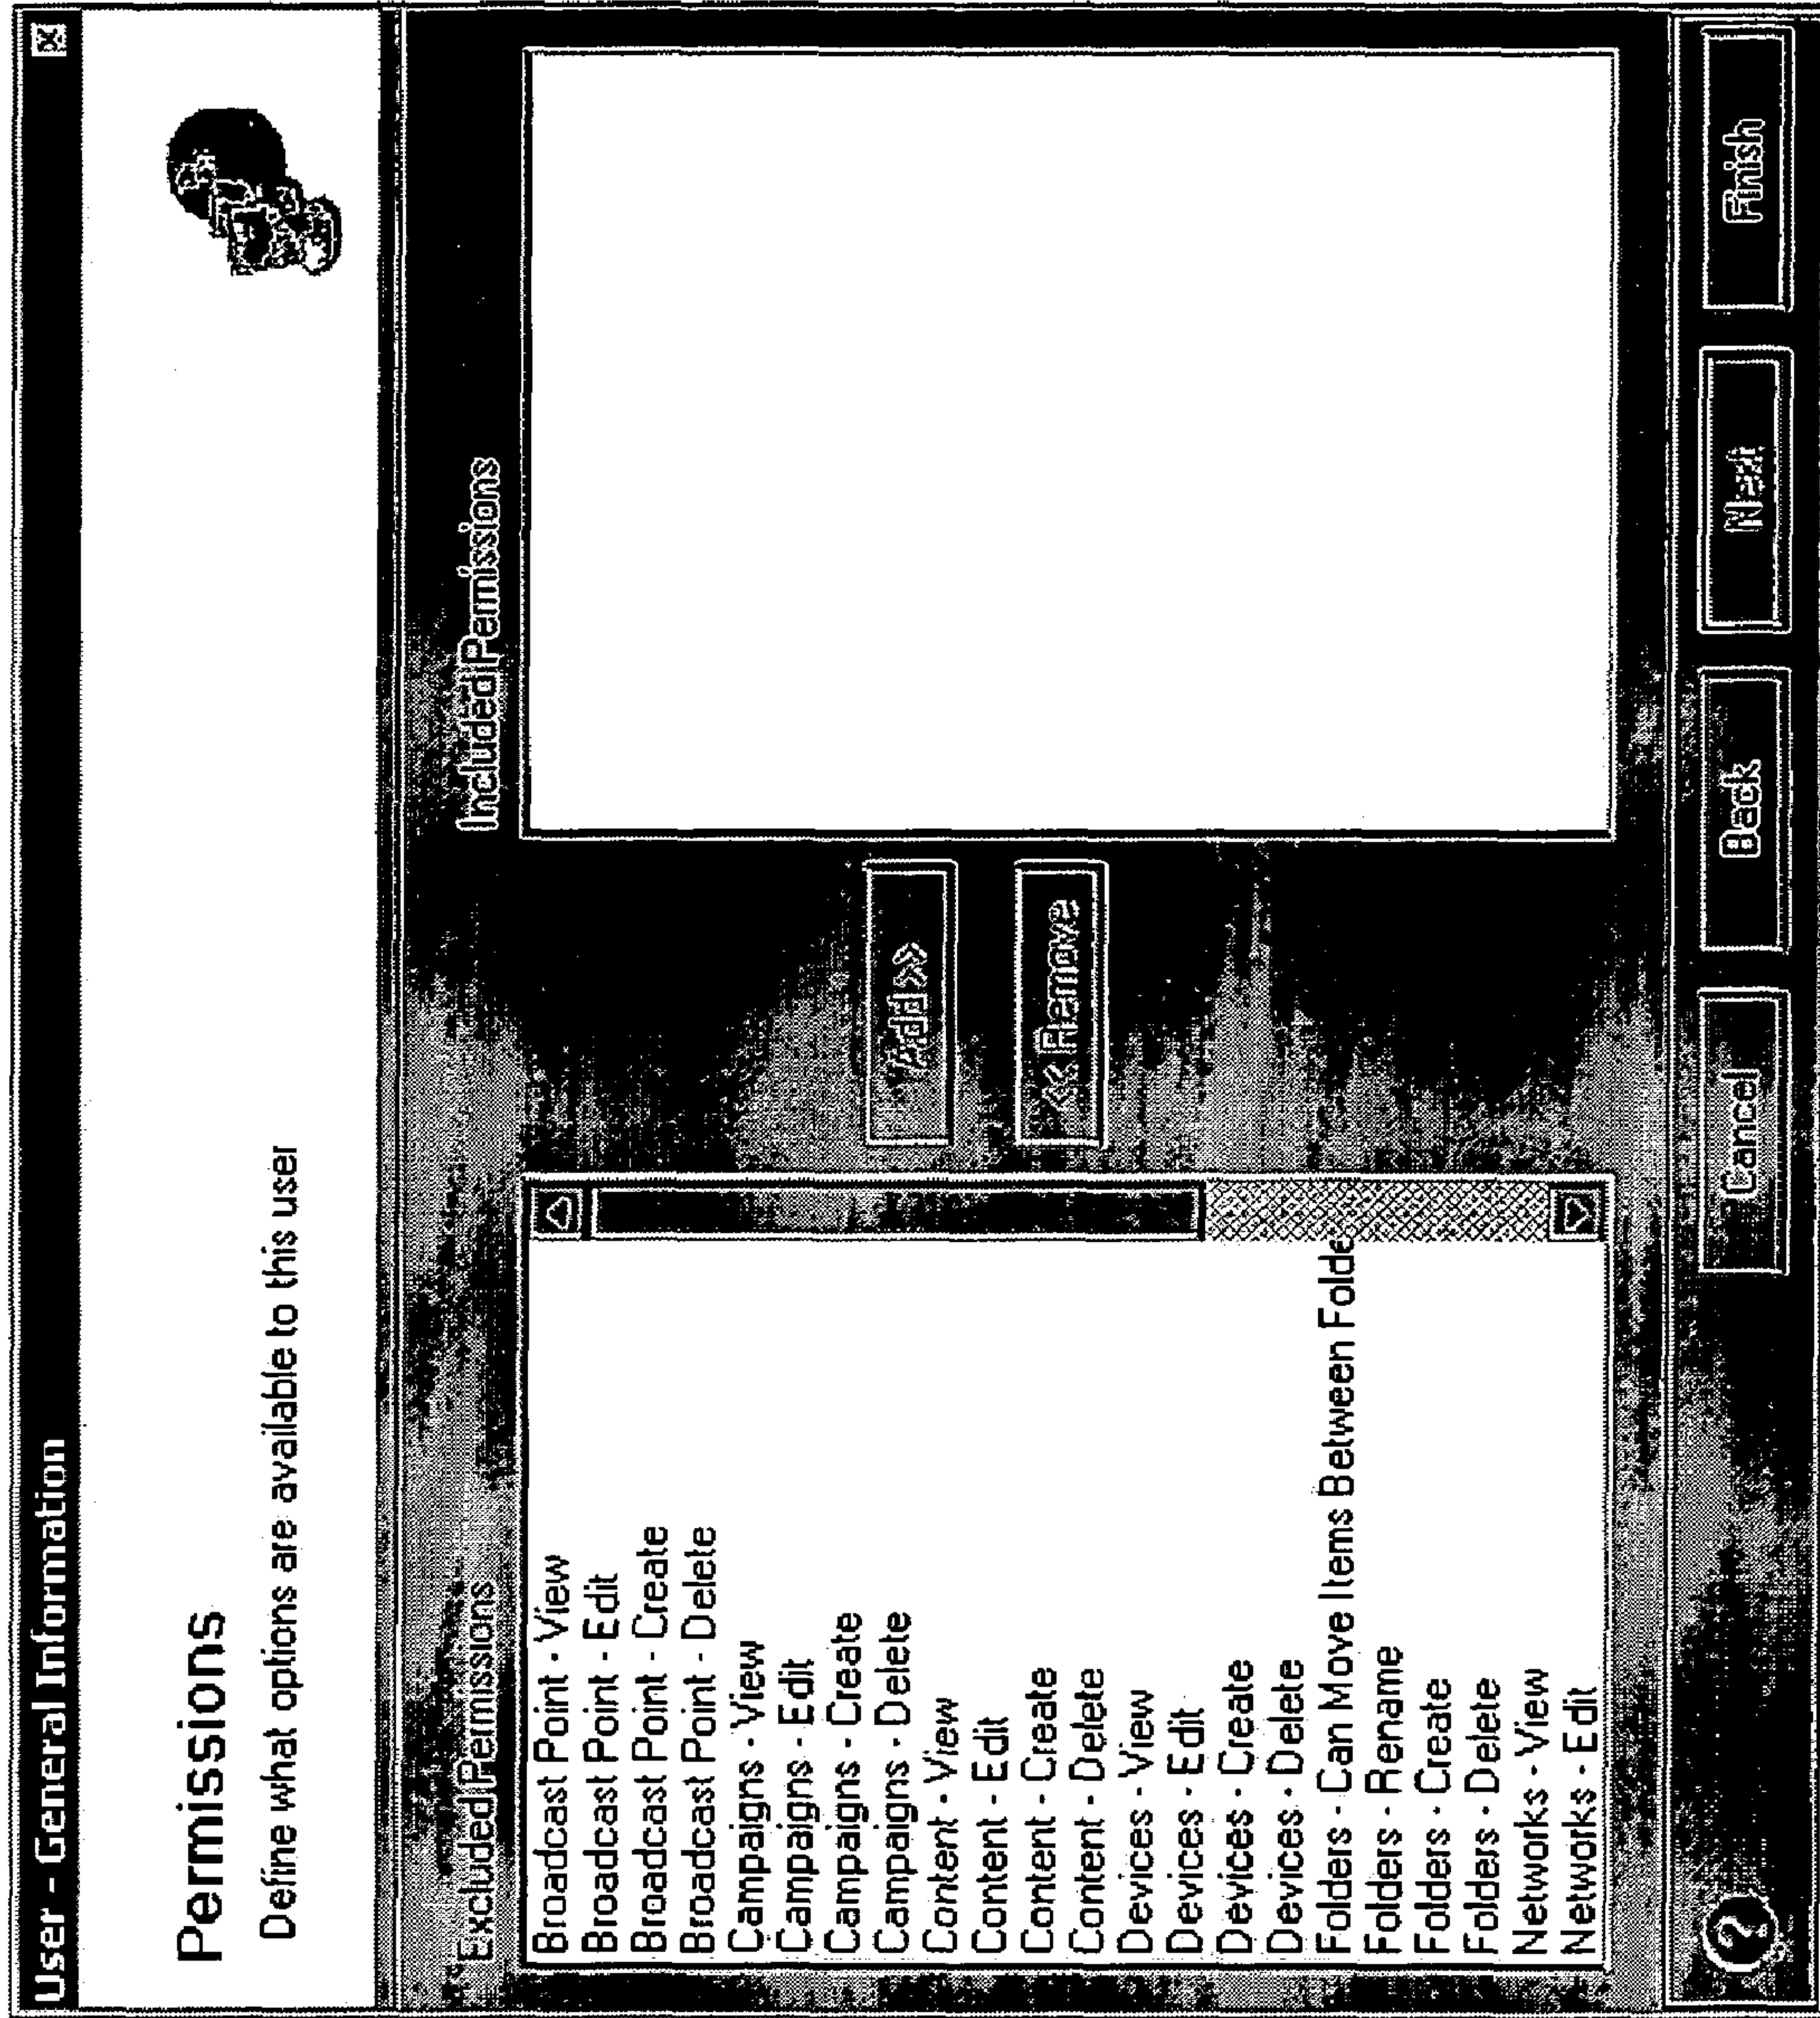 User - General Information
Permissions
Define what options are available to this user
Excluded Permissions
Broadcast Point - View
Broadcast Point - Edit
Broadcast Point - Create
Broadcast Point - Delete
Campaigns - View
Campaigns - Edit
Campaigns - Create
Campaigns - Delete
Content - View
Content - Edit
Content - Create
Content - Delete
Devices - View
Devices - Edit
Devices - Create
Devices - Delete
Folders - Can Move Items Between Folde
Folders - Rename
Folders - Create
Folders - Delete
Networks - View
Networks - Edit
Add >>
<< Remove
Included Permissions
?
Cancel
Back
Next
Finish